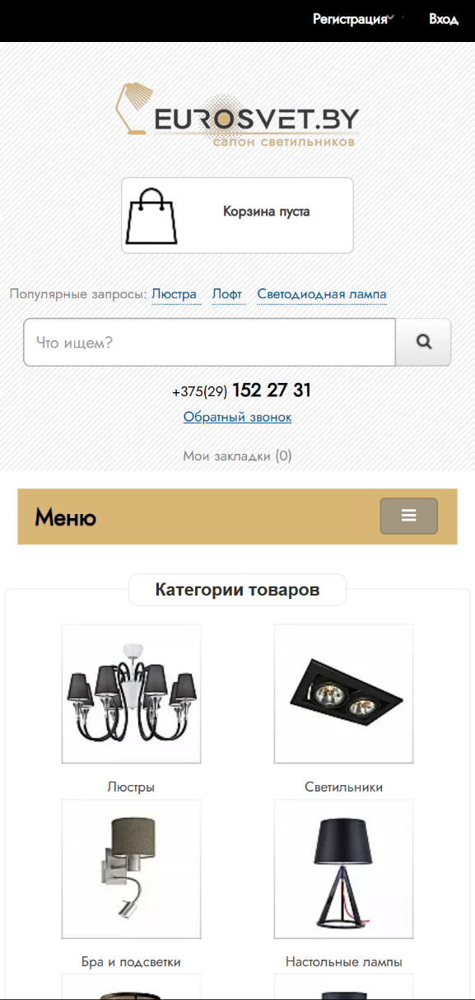 Регистрация Вход
EUROSVET.BY
салон светильников
Корзина пуста
Популярные запросы: Люстра Лофт Светодиодная лампа
Что ищем?
+375(29) 152 27 31
Обратный звонок
Мои закладки (0)
Меню
Категории товаров
Люстры Светильники
Бра и подсветки Настольные лампы